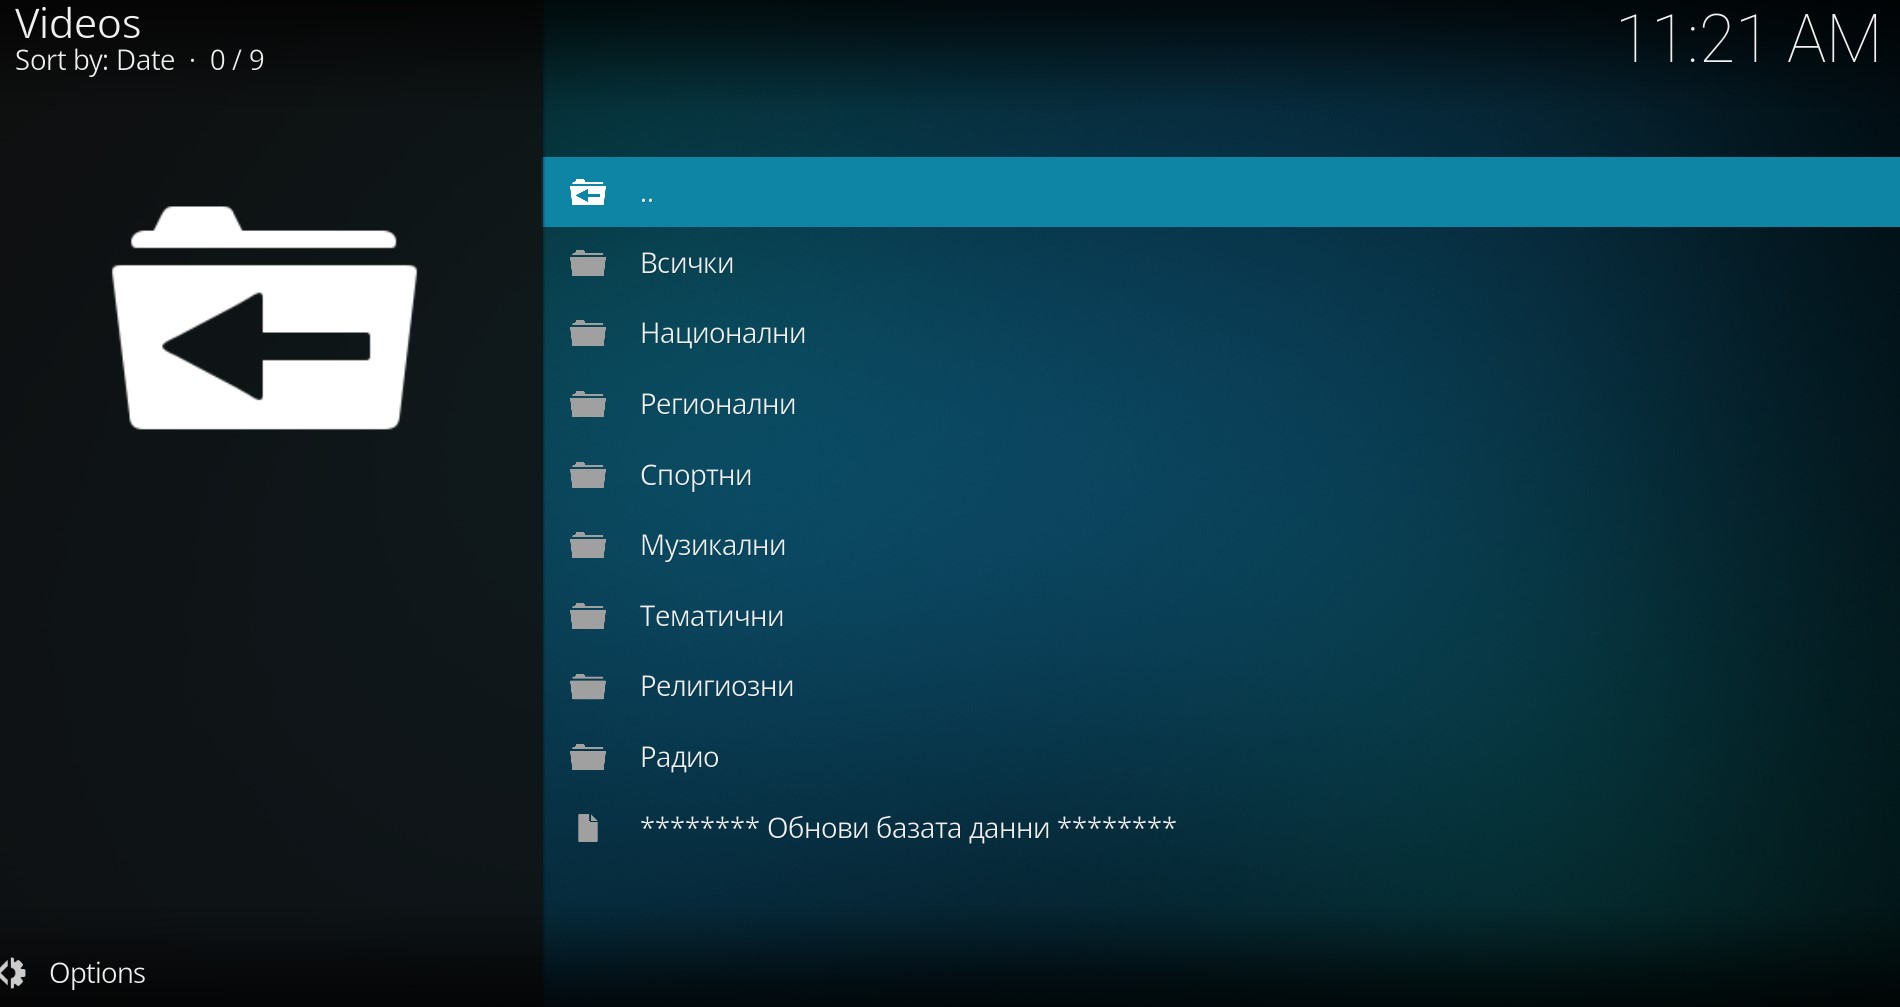 Videos
Sort by: Date · 0 / 9
11:21 AM
..
Всички
Национални
Регионални
Спортни
Музикални
Тематични
Религиозни
Радио
******** Обнови базата данни ********
Options